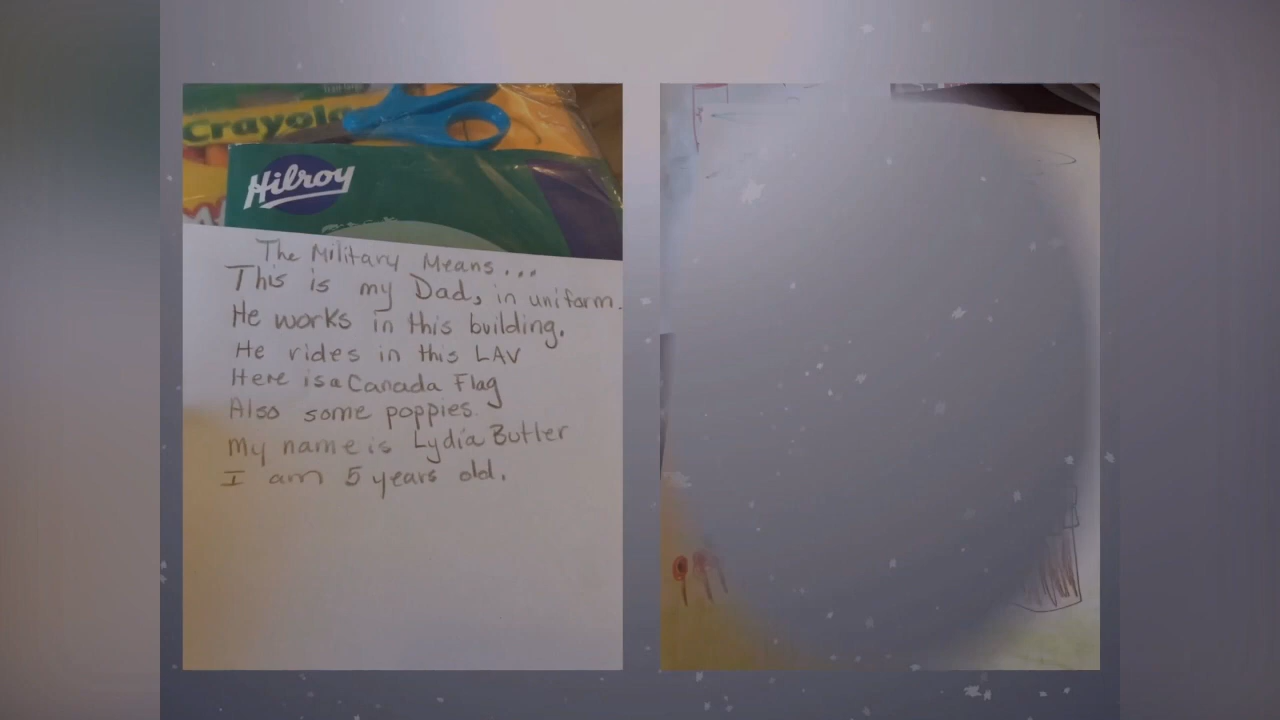 Crayola
Hilroy
The Military Means...
This is my Dad, in uniform.
He works in this building.
He rides in this LAV
Here is a Canada Flag
Also some poppies.
My name is Lydia Butler
I am 5 years old.